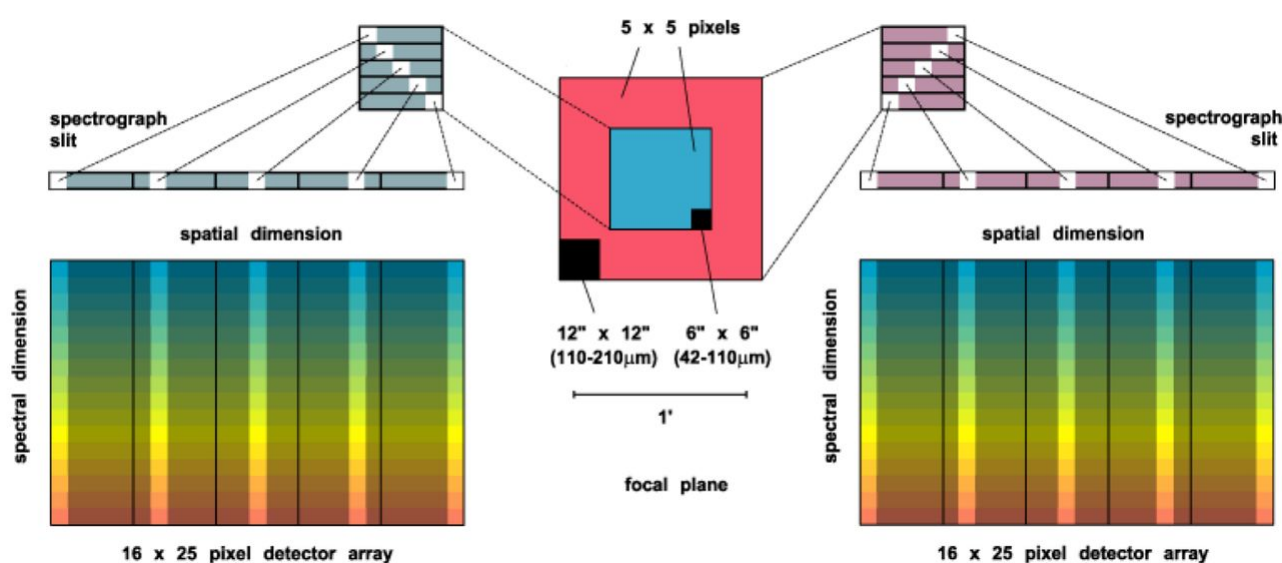 5 x 5 pixels
spectrograph
slit
spectrograph
slit
spatial dimension
spatial dimension
spectral dimension
spectral dimension
12" x 12"
(110-210μm)
6" x 6"
(42-110μm)
1'
focal plane
16 x 25 pixel detector array
16 x 25 pixel detector array